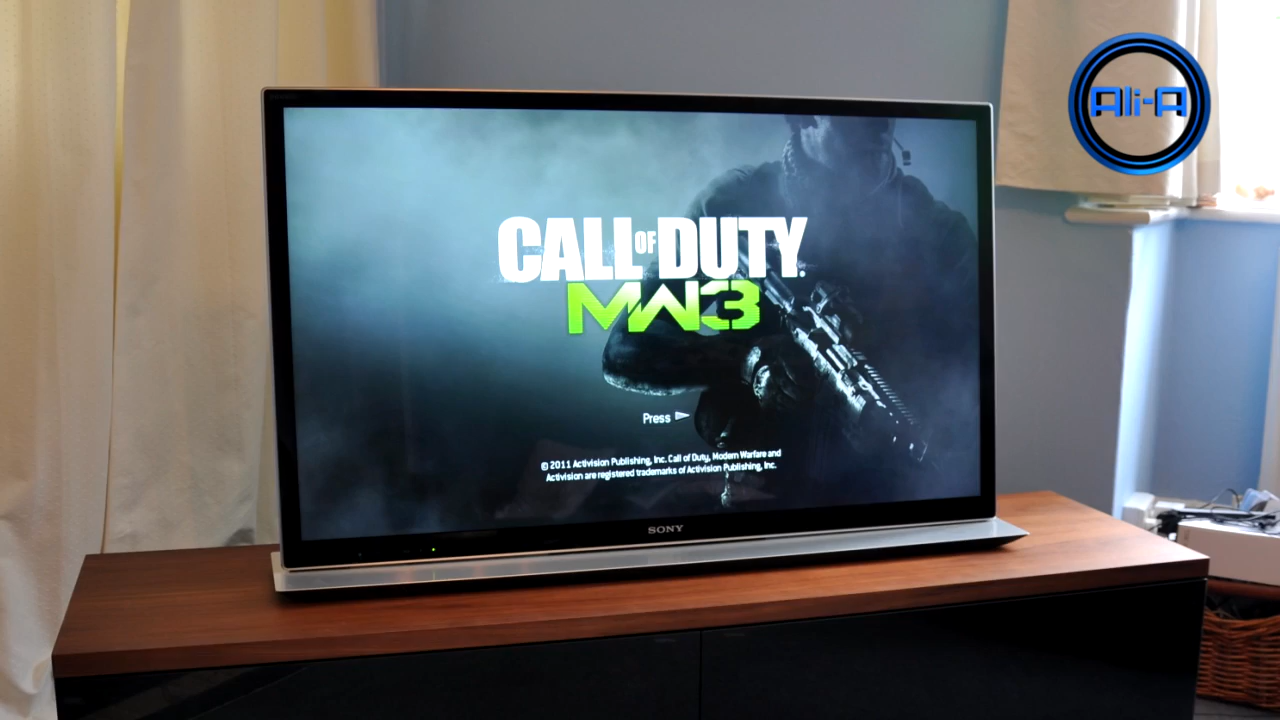 Ali-A
CALL OF DUTY
MW3
Press
© 2011 Activision Publishing, Inc. Call of Duty, Modern Warfare and
Activision are registered trademarks of Activision Publishing, Inc.
SONY